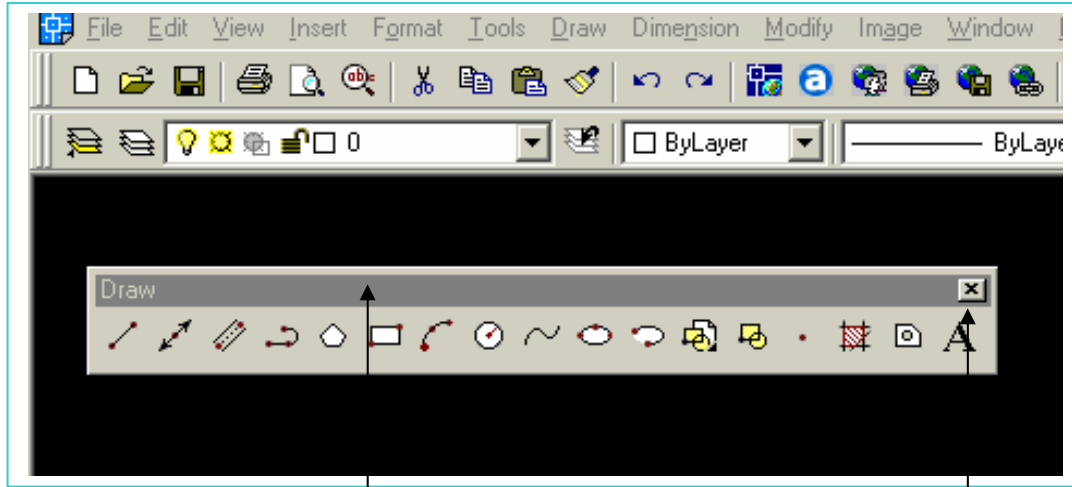 File Edit View Insert Format Tools Draw Dimension Modify Image Window
0 ByLayer ByLaye
Draw
A